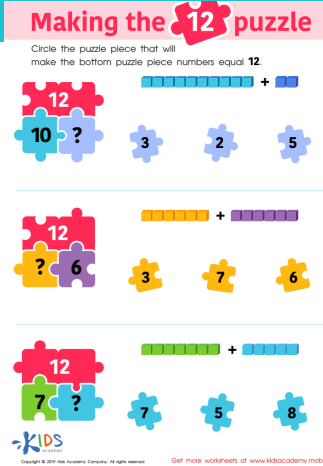 Making the 12 puzzle
Circle the puzzle piece that will
make the bottom puzzle piece numbers equal 12.
12
10 ?
+
3 2 5
12
? 6
+
3 7 6
12
7 ?
+
7 5 8
KIDS
ACADEMY
Copyright © 2019 Kids Academy Company. All rights reserved
Get more worksheets at www.kidsacademy.mobi